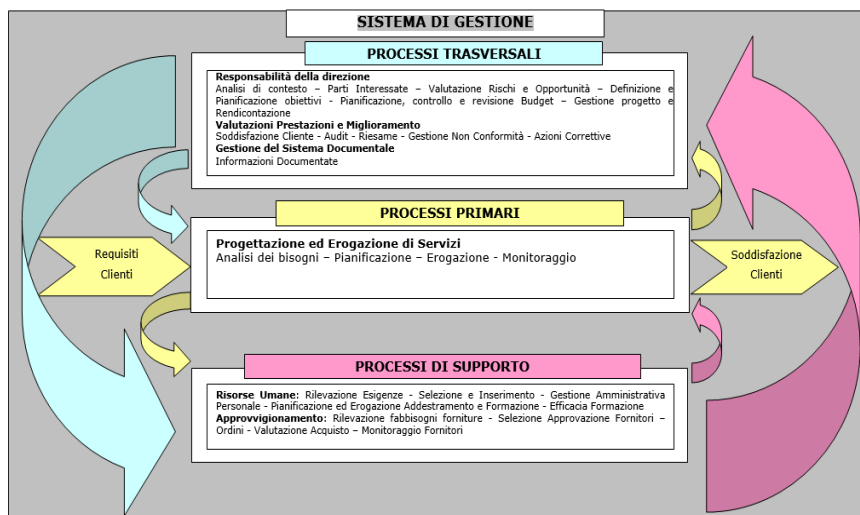 SISTEMA DI GESTIONE
PROCESSI TRASVERSALI
Responsabilità della direzione
Analisi di contesto – Parti Interessate – Valutazione Rischi e Opportunità – Definizione e
Pianificazione obiettivi - Pianificazione, controllo e revisione Budget – Gestione progetto e
Rendicontazione
Valutazioni Prestazioni e Miglioramento
Soddisfazione Cliente - Audit - Riesame - Gestione Non Conformità - Azioni Correttive
Gestione del Sistema Documentale
Informazioni Documentate
PROCESSI PRIMARI
Requisiti
Clienti
Progettazione ed Erogazione di Servizi
Analisi dei bisogni – Pianificazione – Erogazione - Monitoraggio
Soddisfazione
Clienti
PROCESSI DI SUPPORTO
Risorse Umane: Rilevazione Esigenze - Selezione e Inserimento - Gestione Amministrativa
Personale - Pianificazione ed Erogazione Addestramento e Formazione - Efficacia Formazione
Approvvigionamento: Rilevazione fabbisogni forniture - Selezione Approvazione Fornitori –
Ordini - Valutazione Acquisto – Monitoraggio Fornitori